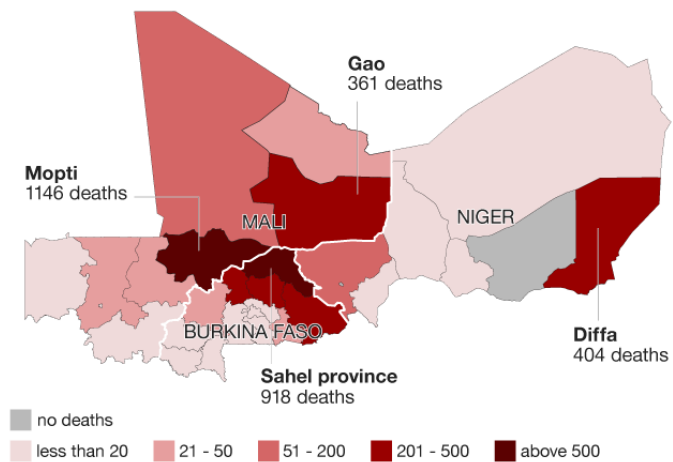 Gao
361 deaths
Mopti
1146 deaths
MALI
NIGER
BURKINA FASO
Diffa
404 deaths
Sahel province
918 deaths
no deaths
less than 20
21 - 50
51 - 200
201 - 500
above 500